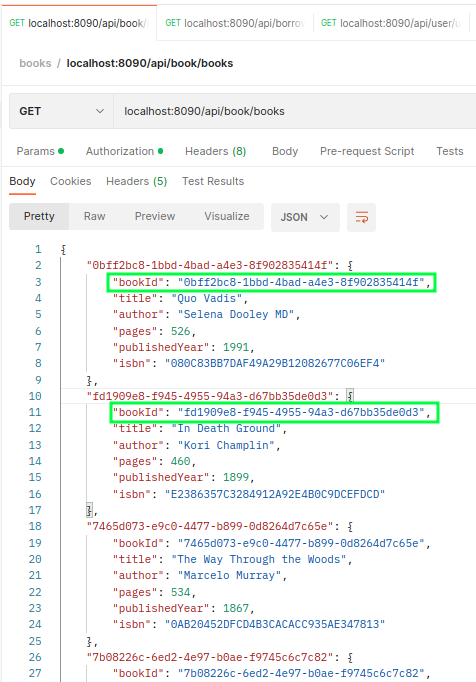 GET localhost:8090/api/book/ GET localhost:8090/api/borrow GET localhost:8090/api/user/
books / localhost:8090/api/book/books
GET localhost:8090/api/book/books
Params Authorization Headers (8) Body Pre-request Script Tests
Body Cookies Headers (5) Test Results
Pretty Raw Preview Visualize JSON
1 {
2 "0bff2bc8-1bbd-4bad-a4e3-8f902835414f": {
3 "bookId": "0bff2bc8-1bbd-4bad-a4e3-8f902835414f",
4 "title": "Quo Vadis",
5 "author": "Selena Dooley MD",
6 "pages": 526,
7 "publishedYear": 1991,
8 "isbn": "080C83BB7DAF49A29B12082677C06EF4"
9 },
10 "fd1909e8-f945-4955-94a3-d67bb35de0d3": {
11 "bookId": "fd1909e8-f945-4955-94a3-d67bb35de0d3",
12 "title": "In Death Ground",
13 "author": "Kori Champlin",
14 "pages": 460,
15 "publishedYear": 1899,
16 "isbn": "E2386357C3284912A92E4B0C9DCEFDCD"
17 },
18 "7465d073-e9c0-4477-b899-0d8264d7c65e": {
19 "bookId": "7465d073-e9c0-4477-b899-0d8264d7c65e",
20 "title": "The Way Through the Woods",
21 "author": "Marcelo Murray",
22 "pages": 534,
23 "publishedYear": 1867,
24 "isbn": "0AB20452DFCD4B3CACACC935AE347813"
25 },
26 "7b08226c-6ed2-4e97-b0ae-f9745c6c7c82": {
27 "bookId": "7b08226c-6ed2-4e97-b0ae-f9745c6c7c82",